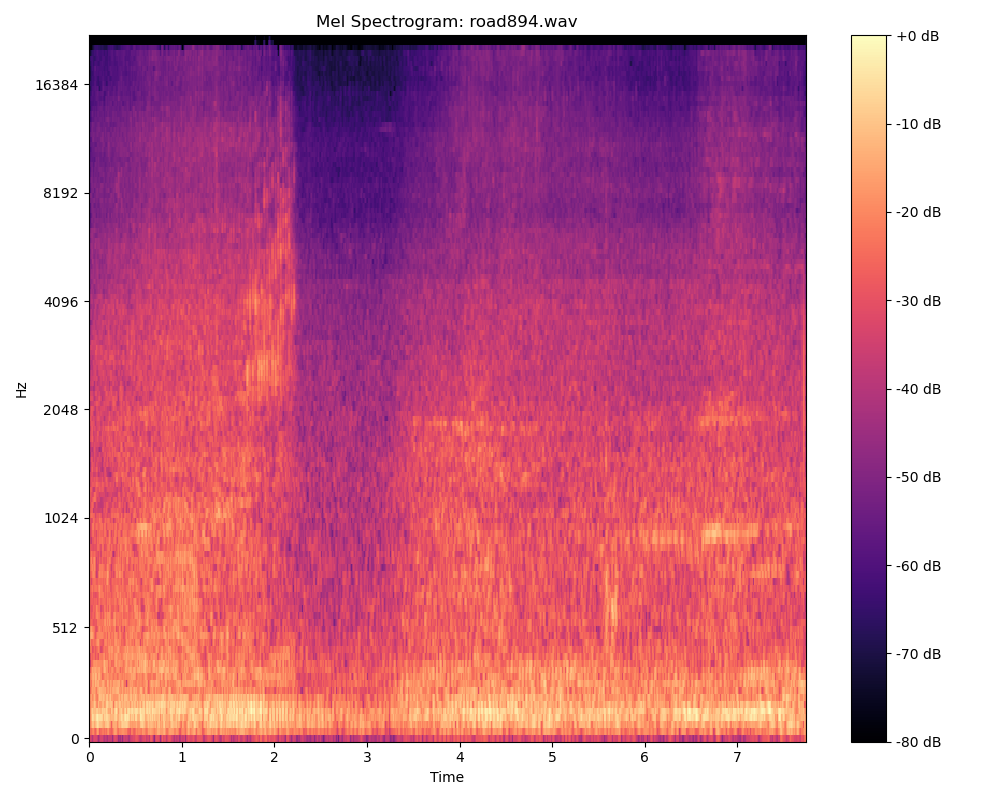 Mel Spectrogram: road894.wav
16384
8192
4096
2048
1024
512
0
Hz
0 1 2 3 4 5 6 7
Time
+0 dB
-10 dB
-20 dB
-30 dB
-40 dB
-50 dB
-60 dB
-70 dB
-80 dB